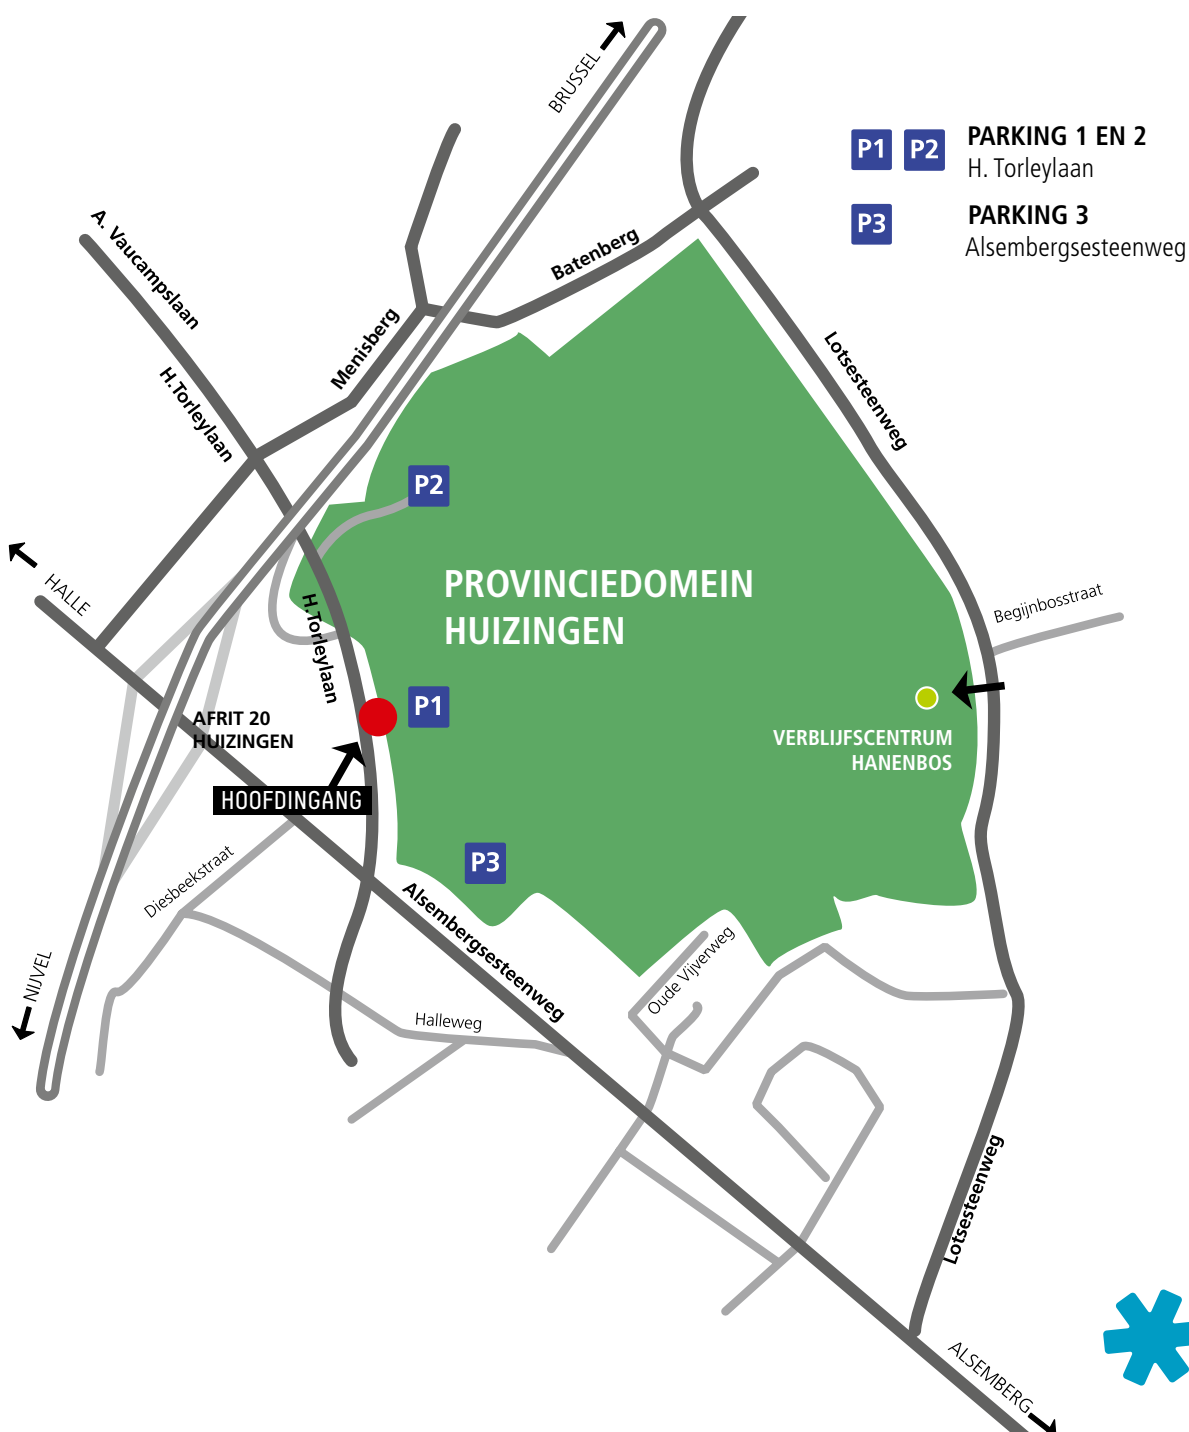 BRUSSEL
P1 P2
PARKING 1 EN 2
H. Torleylaan
P3
PARKING 3
Alsembergsesteenweg
A. Vaucampslaan
Batenberg
Menisberg
H.Torleylaan
Lotsesteenweg
P2
HALLE
PROVINCIEDOMEIN
HUIZINGEN
Begijnbosstraat
H.Torleylaan
P1
AFRIT 20
HUIZINGEN
VERBLIJFSCENTRUM
HANENBOS
HOOFDINGANG
P3
Diesbeekstraat
Alsembergsesteenweg
NIJVEL
Oude Vijverweg
Halleweg
Lotsesteenweg
ALSEMBERG